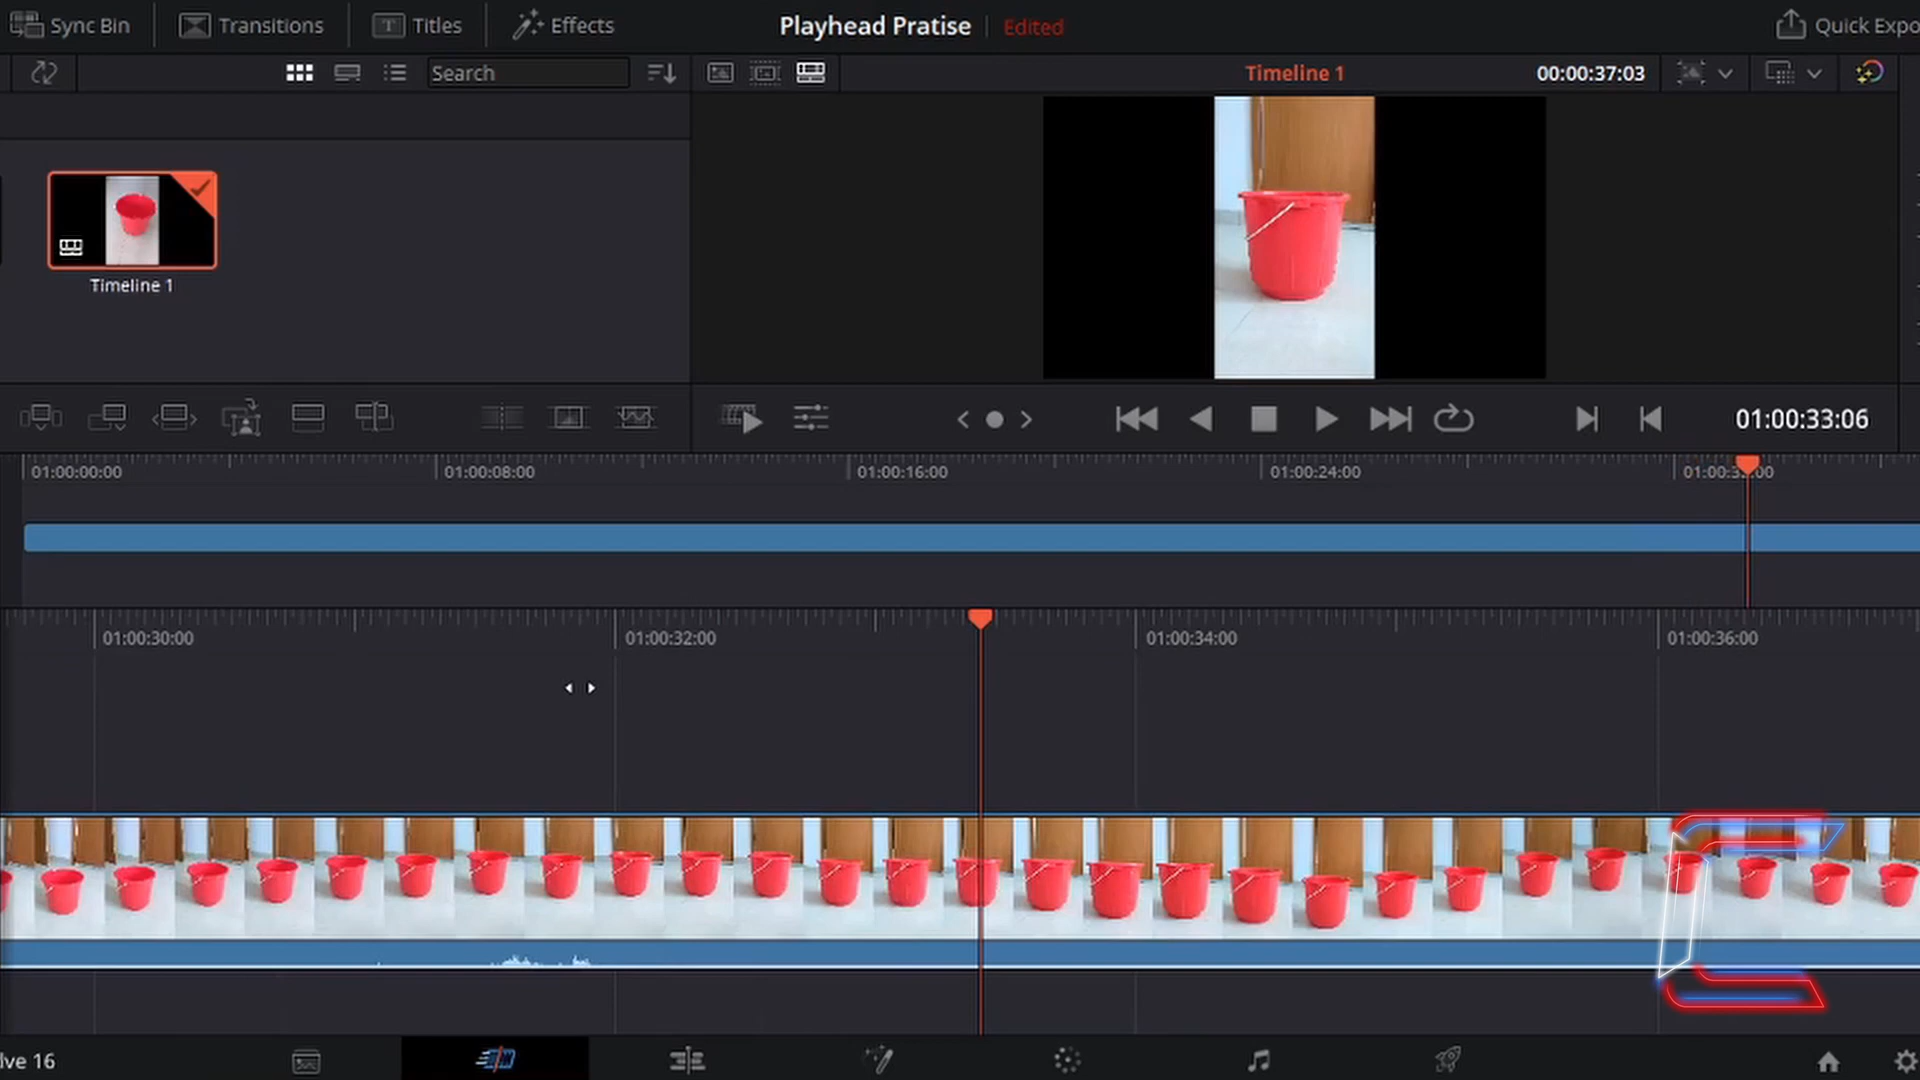 Sync Bin Transitions Titles Effects Playhead Pratise Edited Quick Expo
Search Timeline 1 00:00:37:03
Timeline 1
01:00:33:06
01:00:00:00 01:00:08:00 01:00:16:00 01:00:24:00
01:00:30:00 01:00:32:00 01:00:34:00 01:00:36:00
lve 16